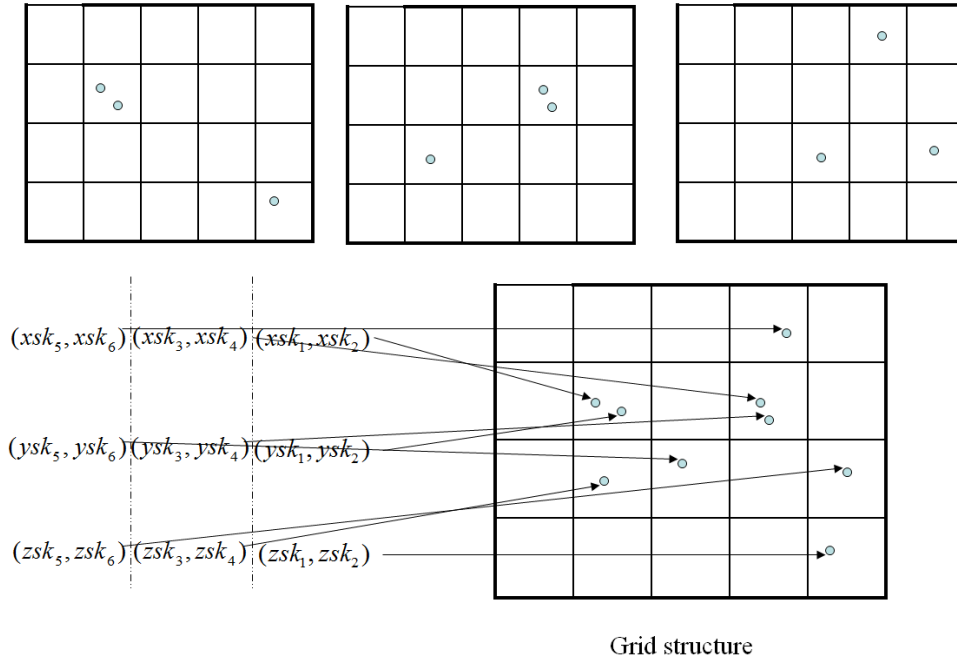 (xsk₅, xsk₆) (xsk₃, xsk₄) (xsk₁, xsk₂)
(ysk₅, ysk₆) (ysk₃, ysk₄) (ysk₁, ysk₂)
(zsk₅, zsk₆) (zsk₃, zsk₄) (zsk₁, zsk₂)
Grid structure